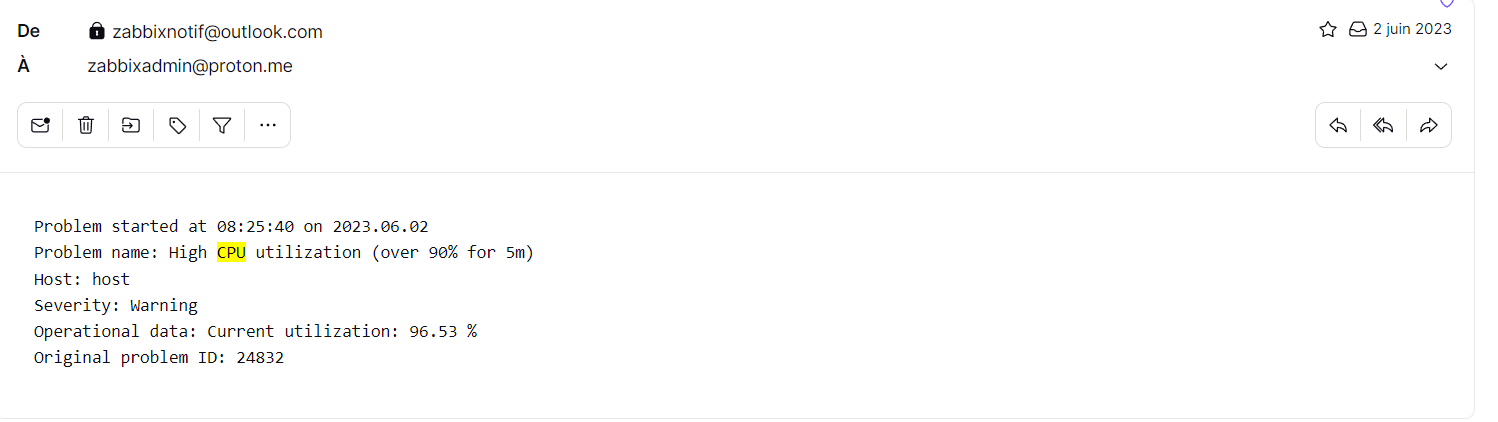 De zabbixnotif@outlook.com 2 juin 2023
À zabbixadmin@proton.me
Problem started at 08:25:40 on 2023.06.02
Problem name: High CPU utilization (over 90% for 5m)
Host: host
Severity: Warning
Operational data: Current utilization: 96.53 %
Original problem ID: 24832